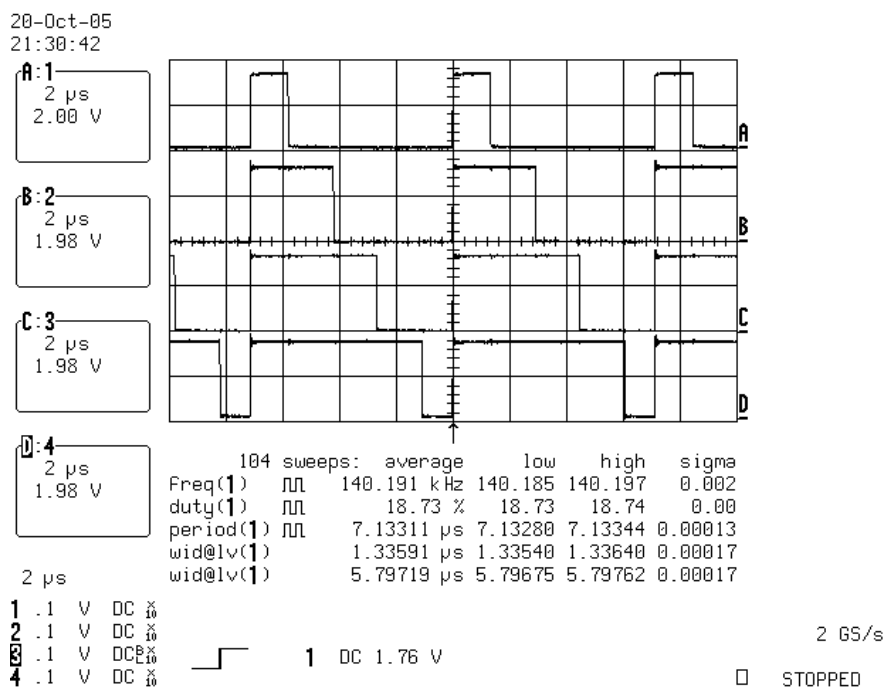 20-Oct-05
21:30:42
A:1
2 µs
2.00 V
B:2
2 µs
1.98 V
C:3
2 µs
1.98 V
D:4
2 µs
1.98 V
A
B
C
D
104 sweeps: average low high sigma
Freq(1) 140.191 kHz 140.185 140.197 0.002
duty(1) 18.73 % 18.73 18.74 0.00
period(1) 7.13311 µs 7.13280 7.13344 0.00013
wid@lv(1) 1.33591 µs 1.33540 1.33640 0.00017
wid@lv(1) 5.79719 µs 5.79675 5.79762 0.00017
2 µs
1 .1 V DC X10
2 .1 V DC X10
3 .1 V DC X10
4 .1 V DC X10
1 DC 1.76 V
2 GS/s
STOPPED